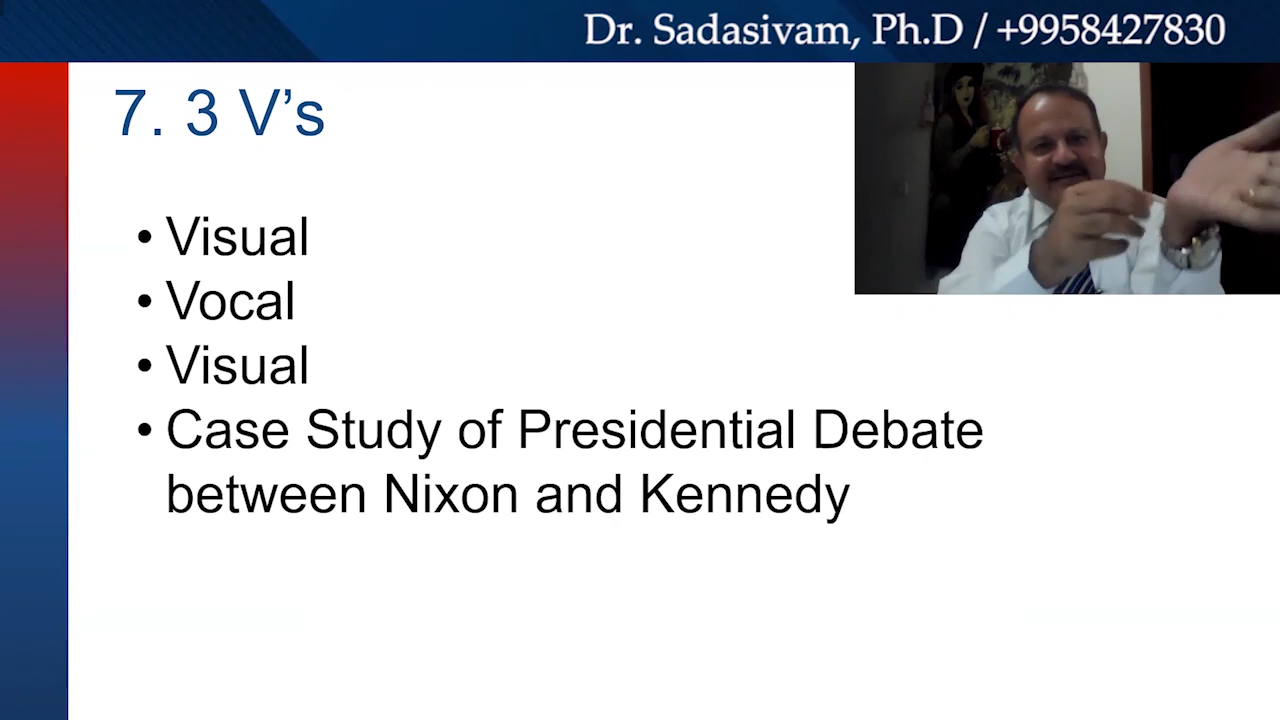 Dr. Sadasivam, Ph.D / +9958427830
7. 3 V’s
• Visual
• Vocal
• Visual
• Case Study of Presidential Debate
between Nixon and Kennedy